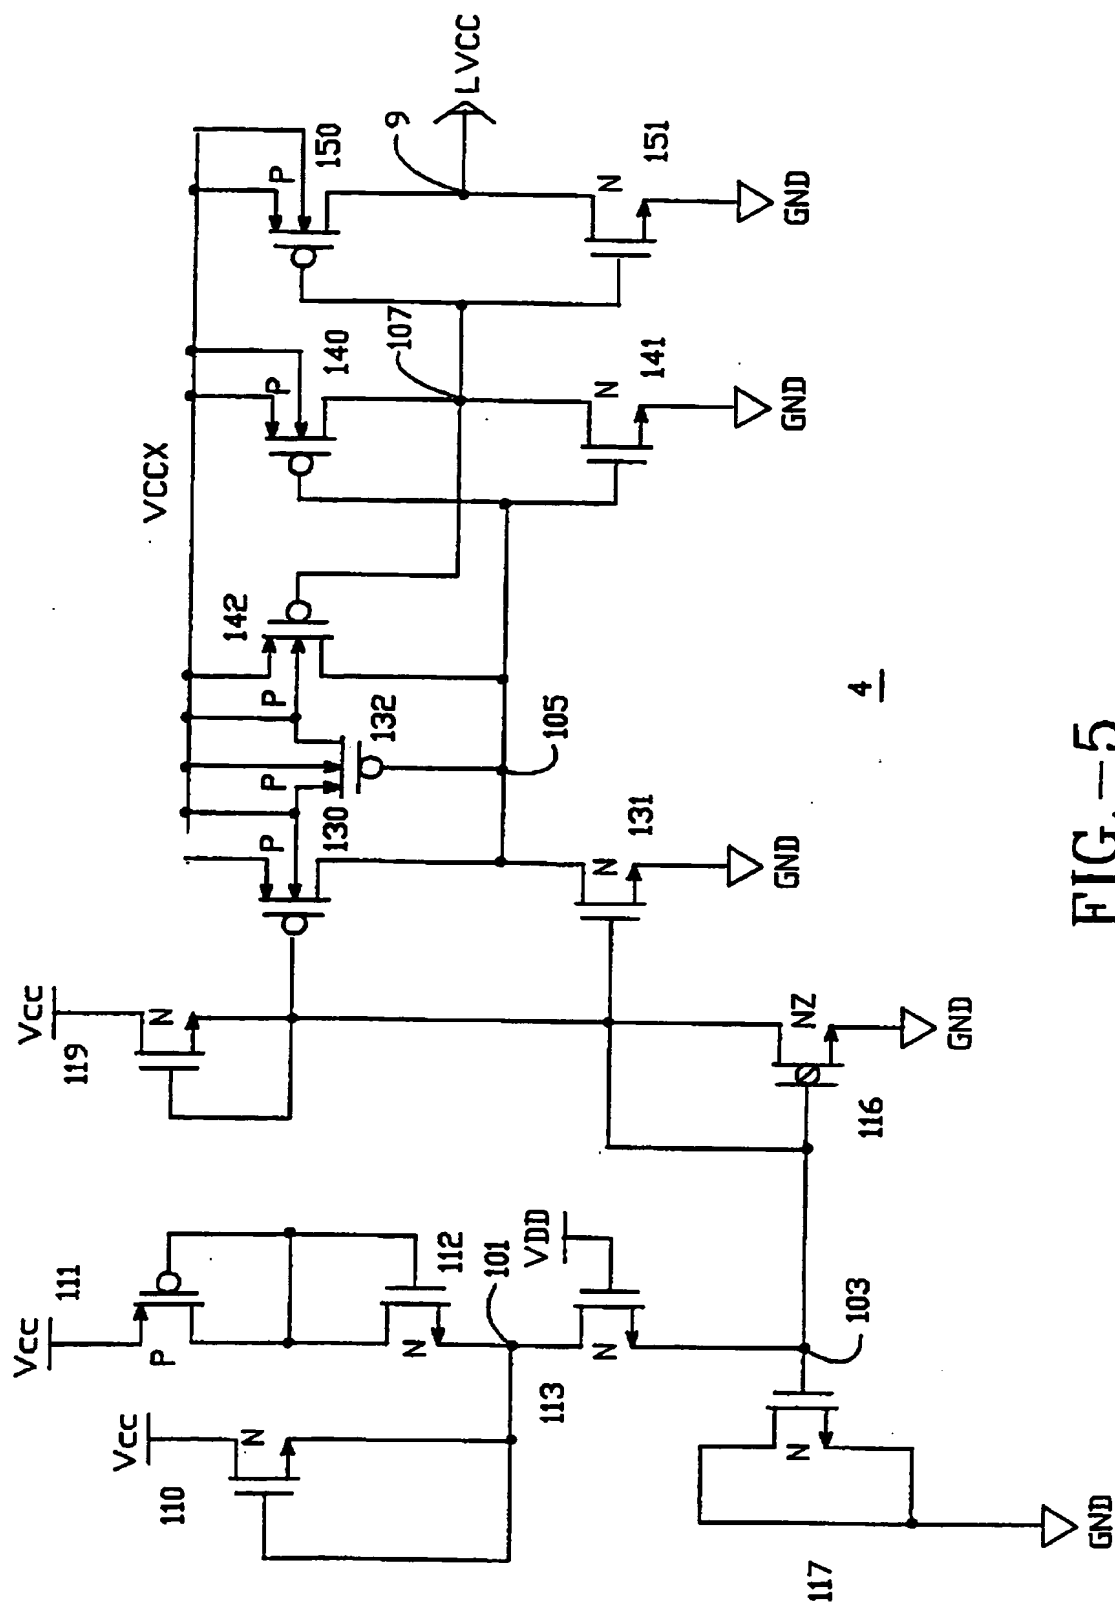 VCCX
Vcc
111
P
Vcc
110
N
112
N
101
113
N
VDD
103
117
N
GND
Vcc
119
N
116
NZ
GND
P
130
P
132
P
142
105
131
N
GND
P
140
107
141
N
GND
P
150
9
LVCC
151
N
GND
4
FIG.-5